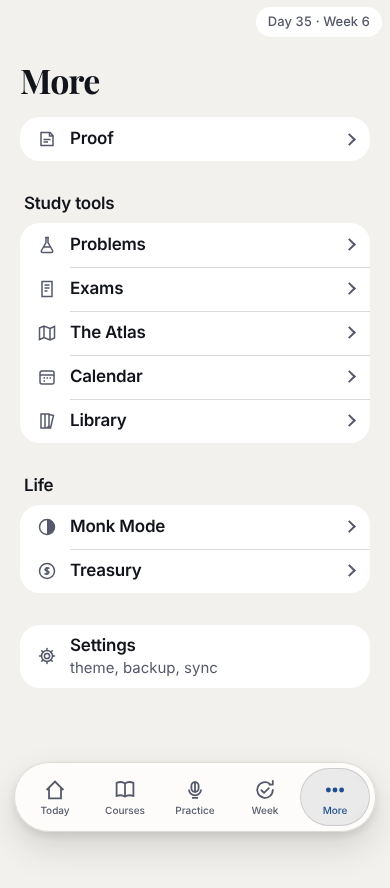 Day 35 · Week 6
More
Proof
Study tools
Problems
Exams
The Atlas
Calendar
Library
Life
Monk Mode
Treasury
Settings
theme, backup, sync
Today
Courses
Practice
Week
More